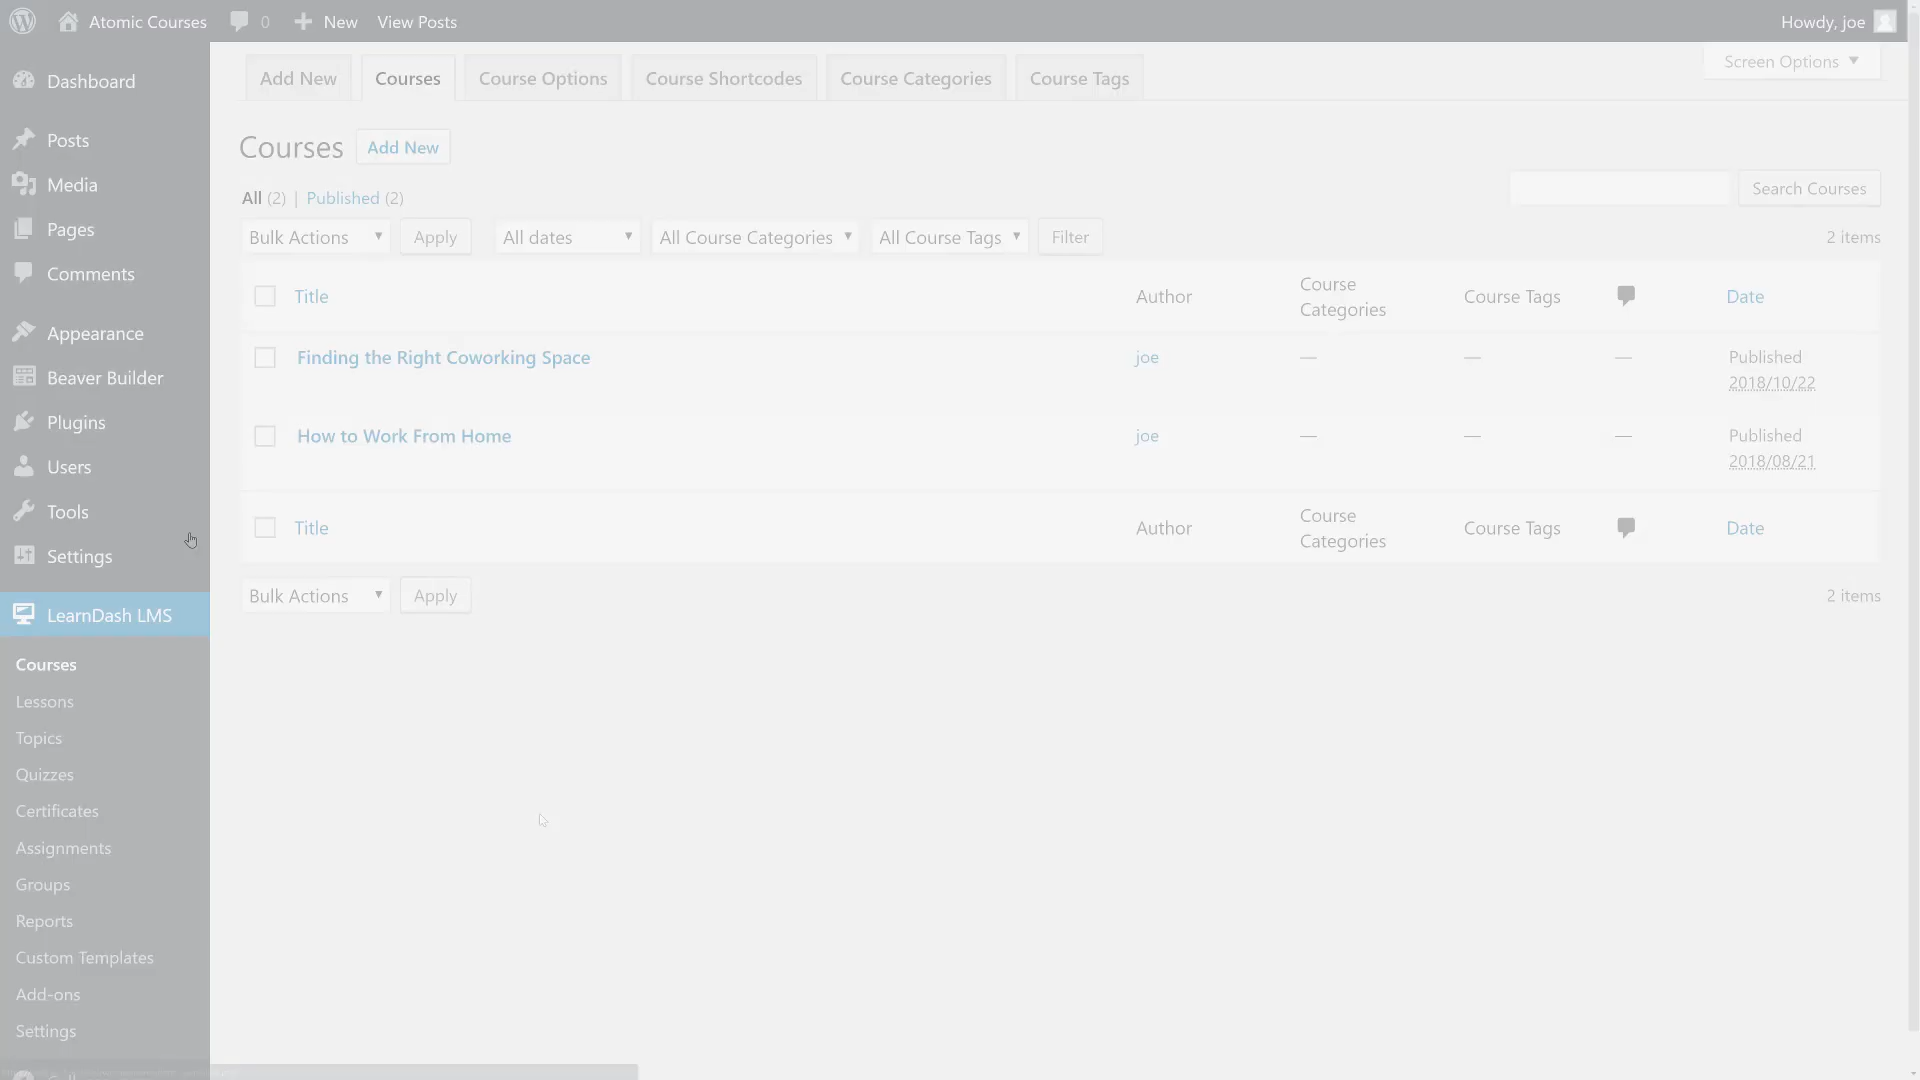 Atomic Courses 0 New View Posts Howdy, joe
Dashboard
Posts
Media
Pages
Comments
Appearance
Beaver Builder
Plugins
Users
Tools
Settings
LearnDash LMS
Courses
Lessons
Topics
Quizzes
Certificates
Assignments
Groups
Reports
Custom Templates
Add-ons
Settings
Screen Options
Add New Courses Course Options Course Shortcodes Course Categories Course Tags
Courses Add New
All (2) | Published (2)
Search Courses
Bulk Actions Apply All dates All Course Categories All Course Tags Filter 2 items
Title Author Course Categories Course Tags Date
Finding the Right Coworking Space joe — — — Published
2018/10/22
How to Work From Home joe — — — Published
2018/08/21
Title Author Course Categories Course Tags Date
Bulk Actions Apply 2 items